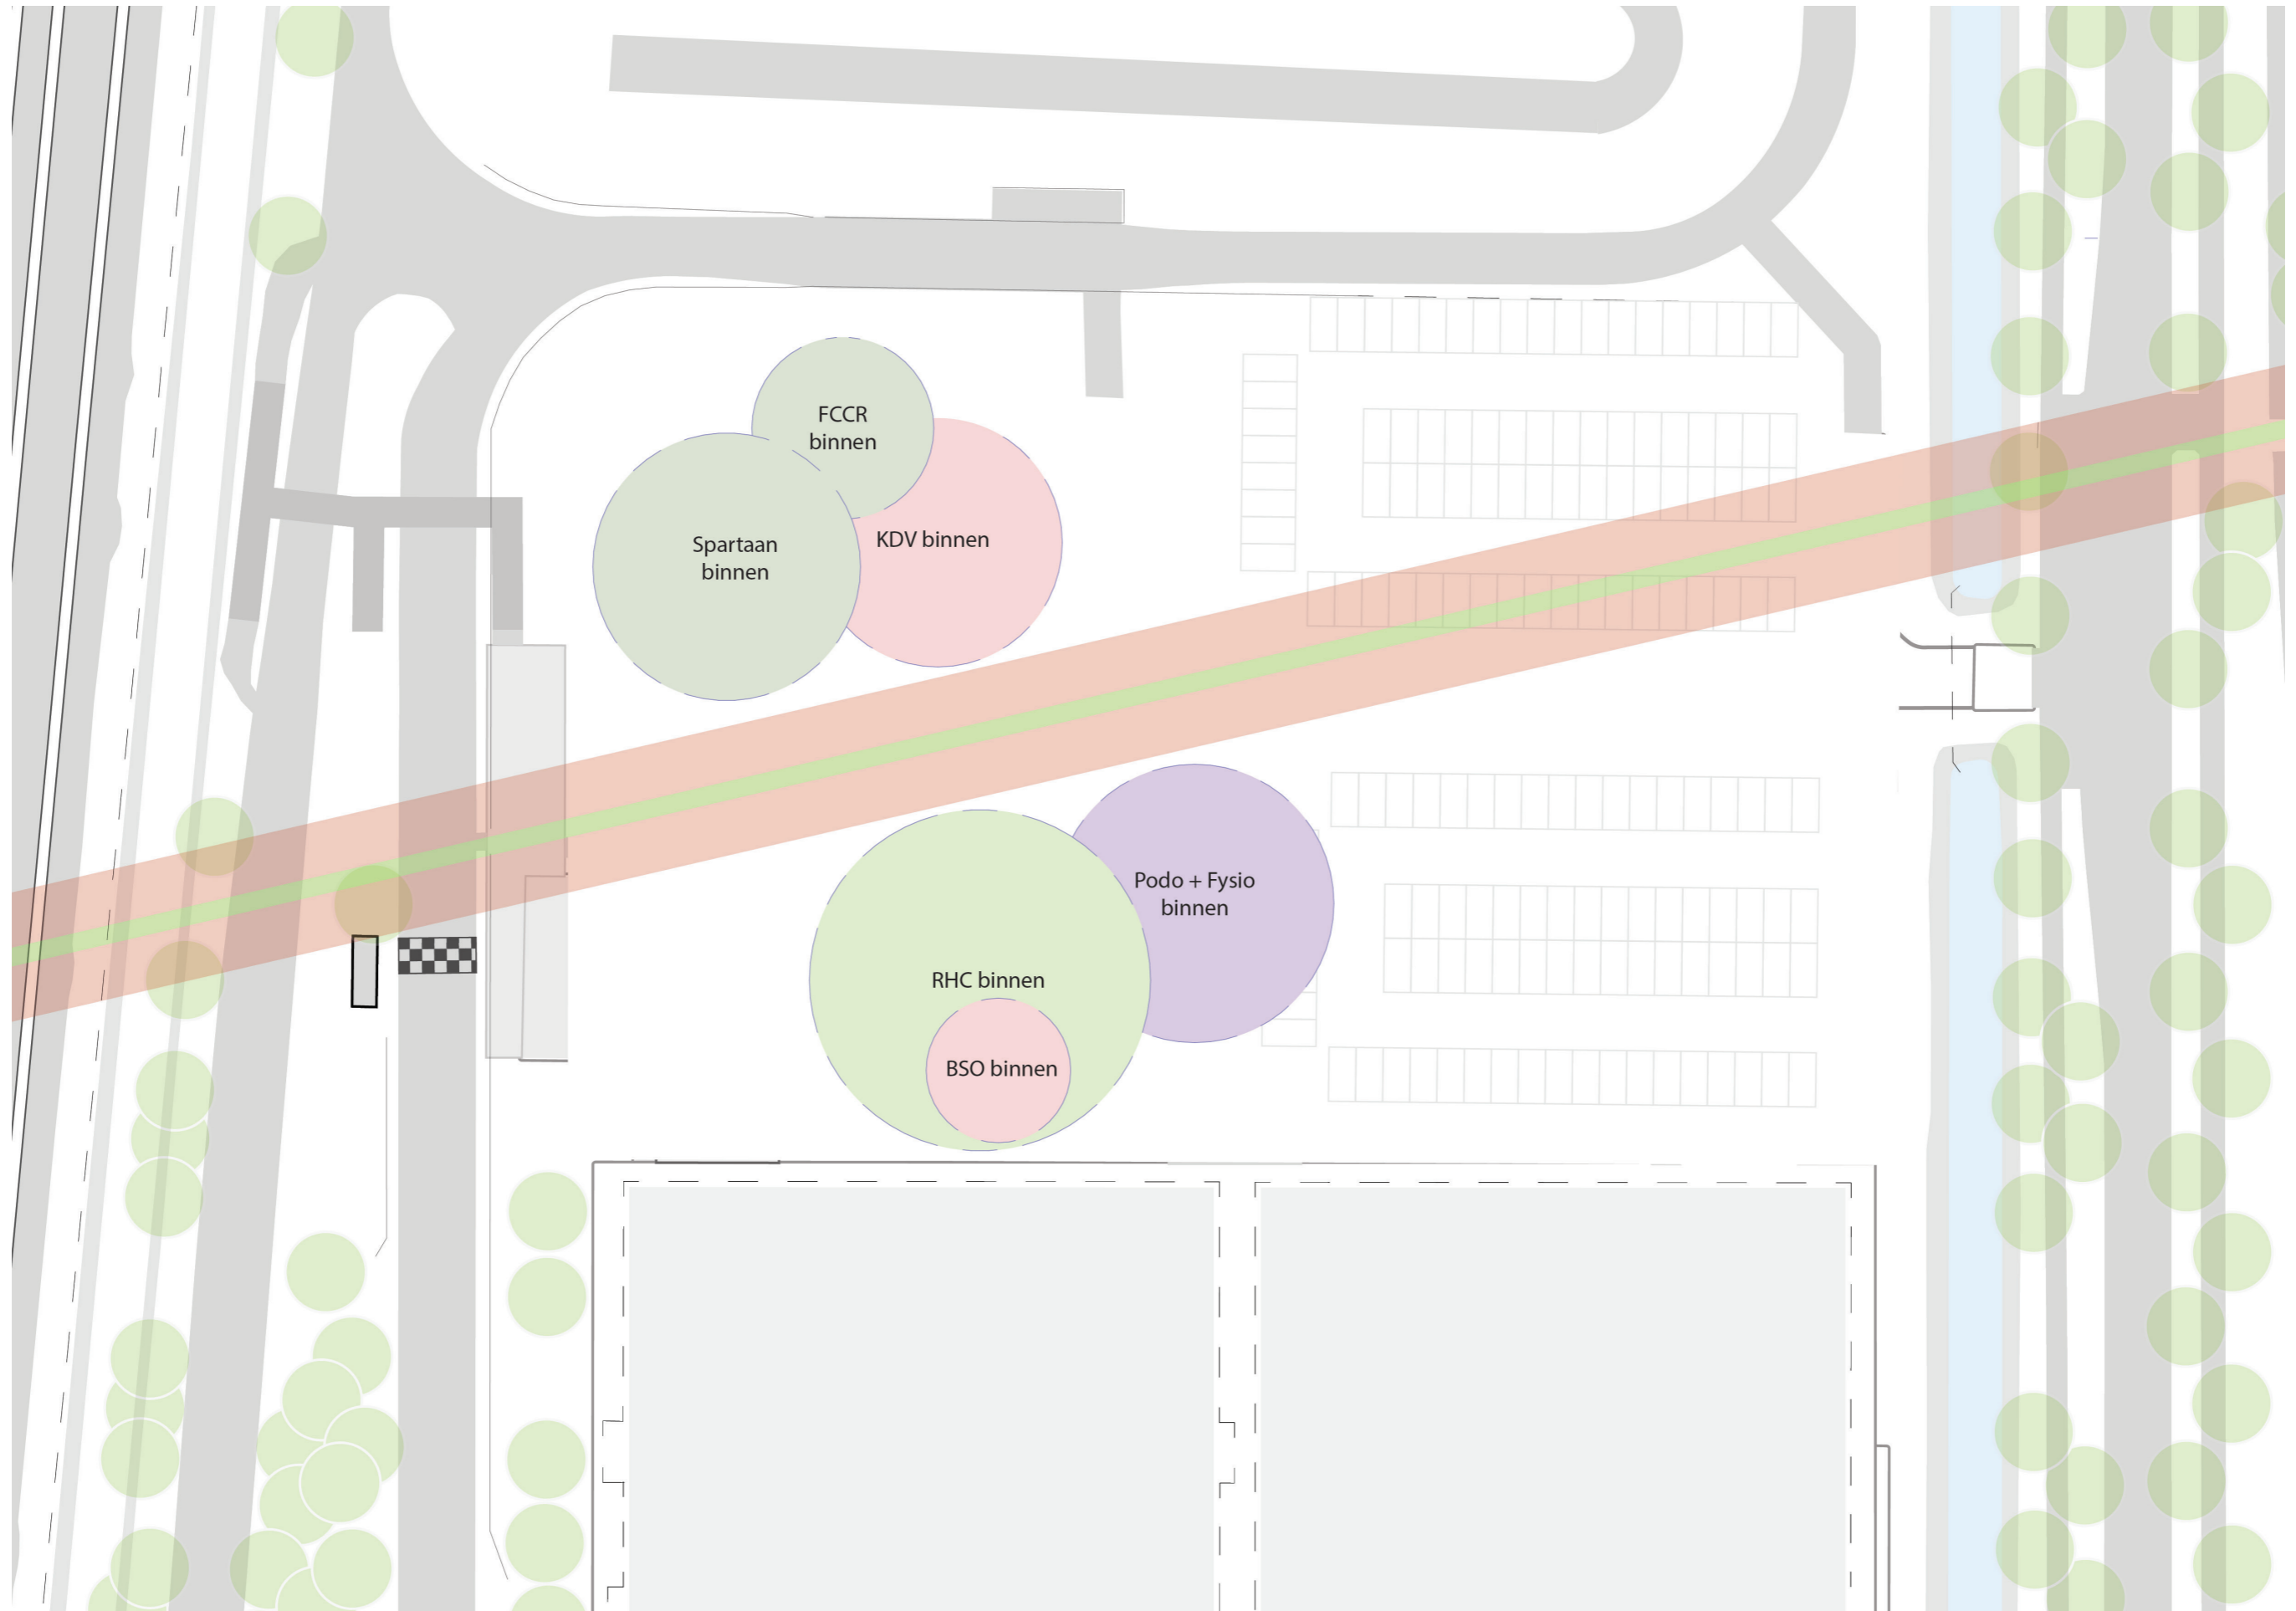 FCCR
binnen
Spartaan
binnen
KDV binnen
Podo + Fysio
binnen
RHC binnen
BSO binnen